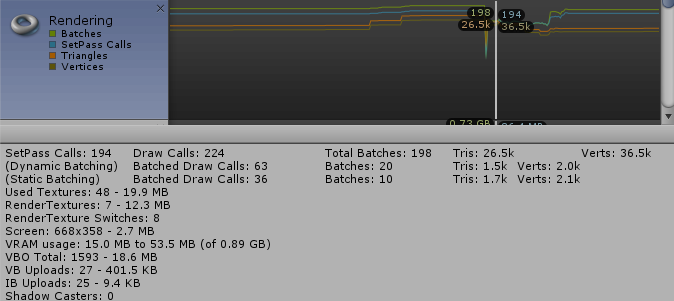 Rendering
Batches
SetPass Calls
Triangles
Vertices
198
194
26.5k
36.5k
0.73 GB
SetPass Calls: 194 Draw Calls: 224 Total Batches: 198 Tris: 26.5k Verts: 36.5k
(Dynamic Batching) Batched Draw Calls: 63 Batches: 20 Tris: 1.5k Verts: 2.0k
(Static Batching) Batched Draw Calls: 36 Batches: 10 Tris: 1.7k Verts: 2.1k
Used Textures: 48 - 19.9 MB
RenderTextures: 7 - 12.3 MB
RenderTexture Switches: 8
Screen: 668x358 - 2.7 MB
VRAM usage: 15.0 MB to 53.5 MB (of 0.89 GB)
VBO Total: 1593 - 18.6 MB
VB Uploads: 27 - 401.5 KB
IB Uploads: 25 - 9.4 KB
Shadow Casters: 0